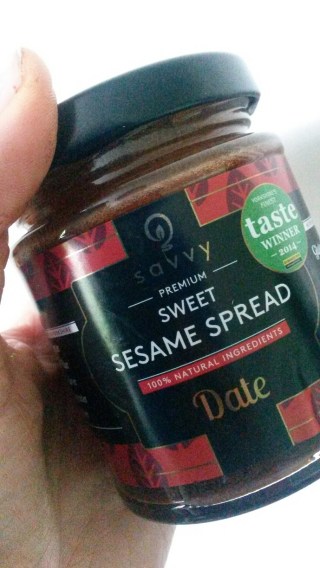 savvy
PREMIUM
SWEET
SESAME SPREAD
100% NATURAL INGREDIENTS
Date
taste
WINNER
2014